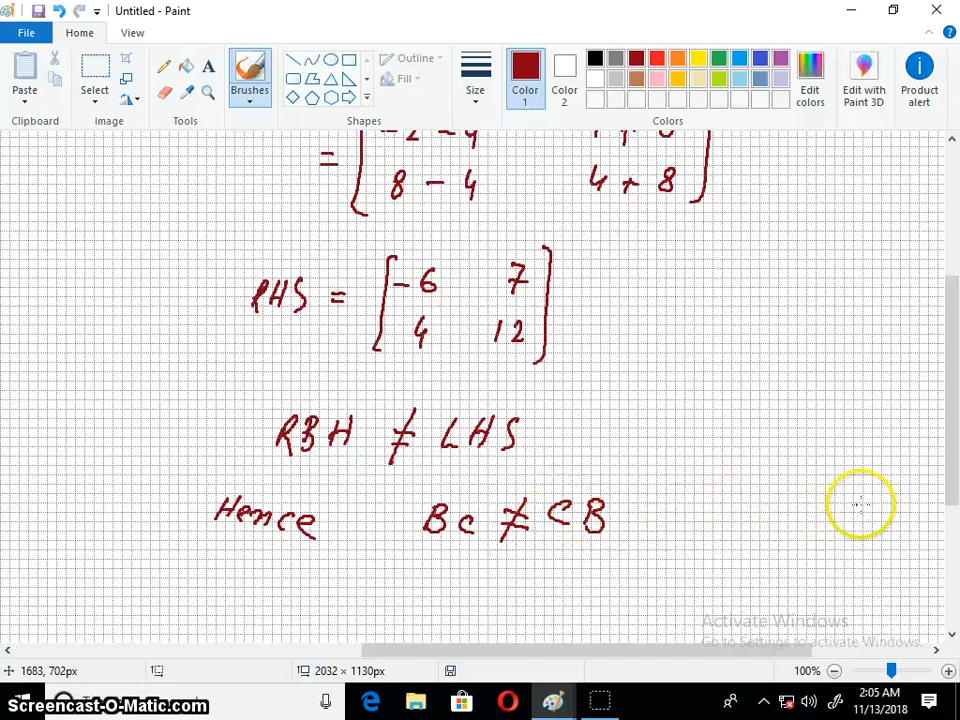 Untitled - Paint
File Home View
Paste Select Brushes Outline Fill Size Color 1 Color 2 Edit colors Edit with Paint 3D Product alert
Clipboard Image Tools Shapes Colors
=
8 - 4 4 + 8
RHS = -6 7
4 12
RBH ≠ LHS
Hence Bc ≠ CB
Activate Windows
Go to Settings to activate Windows.
1683, 702px 2032 × 1130px 100%
2:05 AM
Screencast-O-Matic.com 11/13/2018